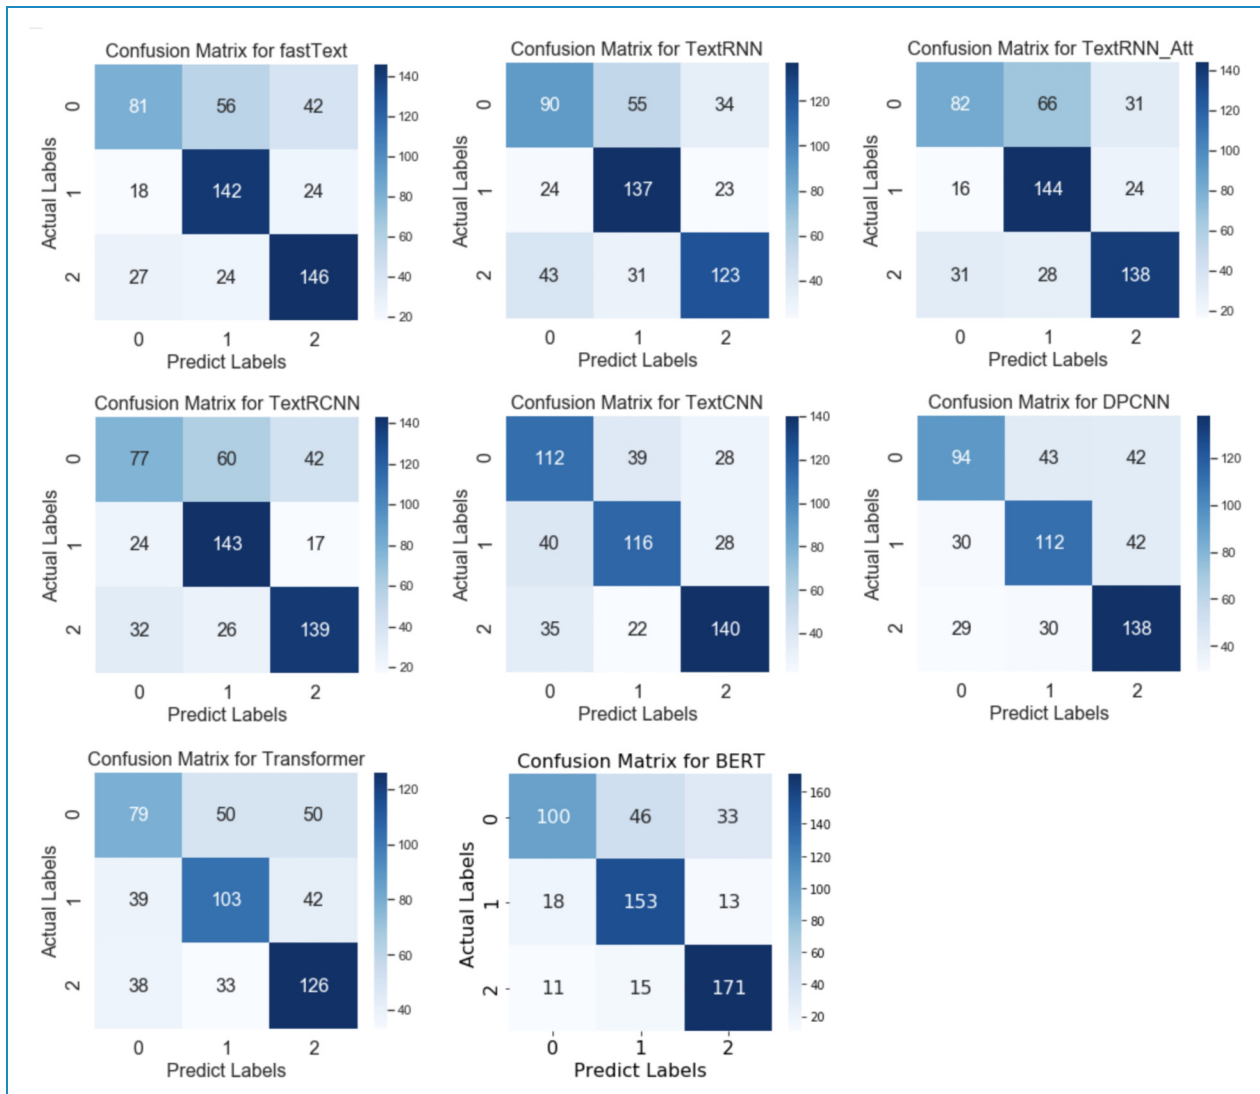 Confusion Matrix for fastText
Actual Labels
0 81 56 42
1 18 142 24
2 27 24 146
0 1 2
Predict Labels
140
120
100
80
60
40
20
Confusion Matrix for TextRNN
Actual Labels
0 90 55 34
1 24 137 23
2 43 31 123
0 1 2
Predict Labels
120
100
80
60
40
Confusion Matrix for TextRNN_Att
Actual Labels
0 82 66 31
1 16 144 24
2 31 28 138
0 1 2
Predict Labels
140
120
100
80
60
40
20
Confusion Matrix for TextRCNN
Actual Labels
0 77 60 42
1 24 143 17
2 32 26 139
0 1 2
Predict Labels
140
120
100
80
60
40
20
Confusion Matrix for TextCNN
Actual Labels
0 112 39 28
1 40 116 28
2 35 22 140
0 1 2
Predict Labels
140
120
100
80
60
40
Confusion Matrix for DPCNN
Actual Labels
0 94 43 42
1 30 112 42
2 29 30 138
0 1 2
Predict Labels
120
100
80
60
40
Confusion Matrix for Transformer
Actual Labels
0 79 50 50
1 39 103 42
2 38 33 126
0 1 2
Predict Labels
120
100
80
60
40
Confusion Matrix for BERT
Actual Labels
0 100 46 33
1 18 153 13
2 11 15 171
0 1 2
Predict Labels
160
140
120
100
80
60
40
20